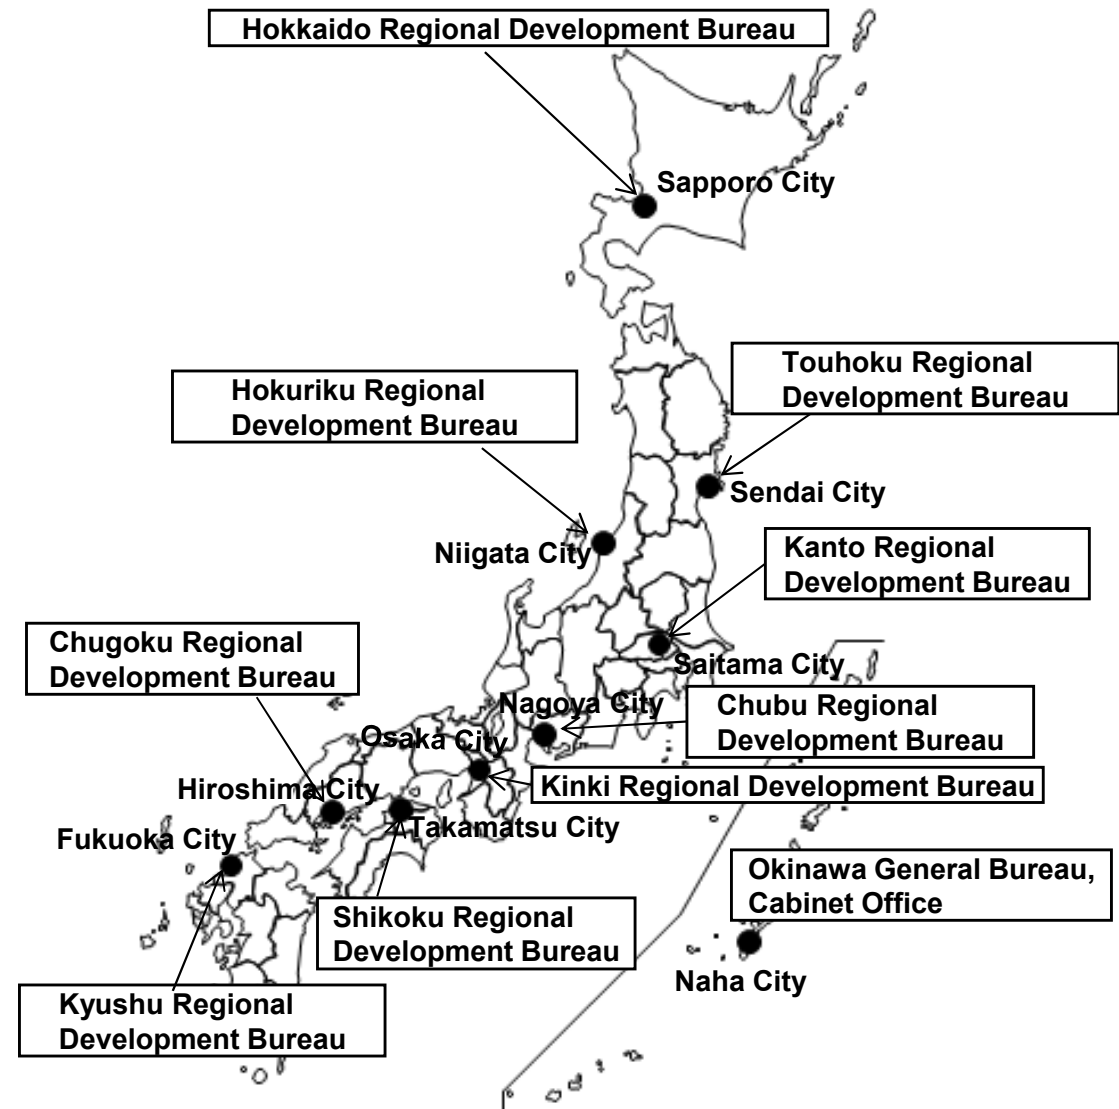 Hokkaido Regional Development Bureau
Sapporo City
Touhoku Regional
Development Bureau
Hokuriku Regional
Development Bureau
Sendai City
Niigata City
Kanto Regional
Development Bureau
Chugoku Regional
Development Bureau
Saitama City
Nagoya City
Chubu Regional
Development Bureau
Osaka City
Kinki Regional Development Bureau
Hiroshima City
Takamatsu City
Fukuoka City
Okinawa General Bureau,
Cabinet Office
Shikoku Regional
Development Bureau
Naha City
Kyushu Regional
Development Bureau